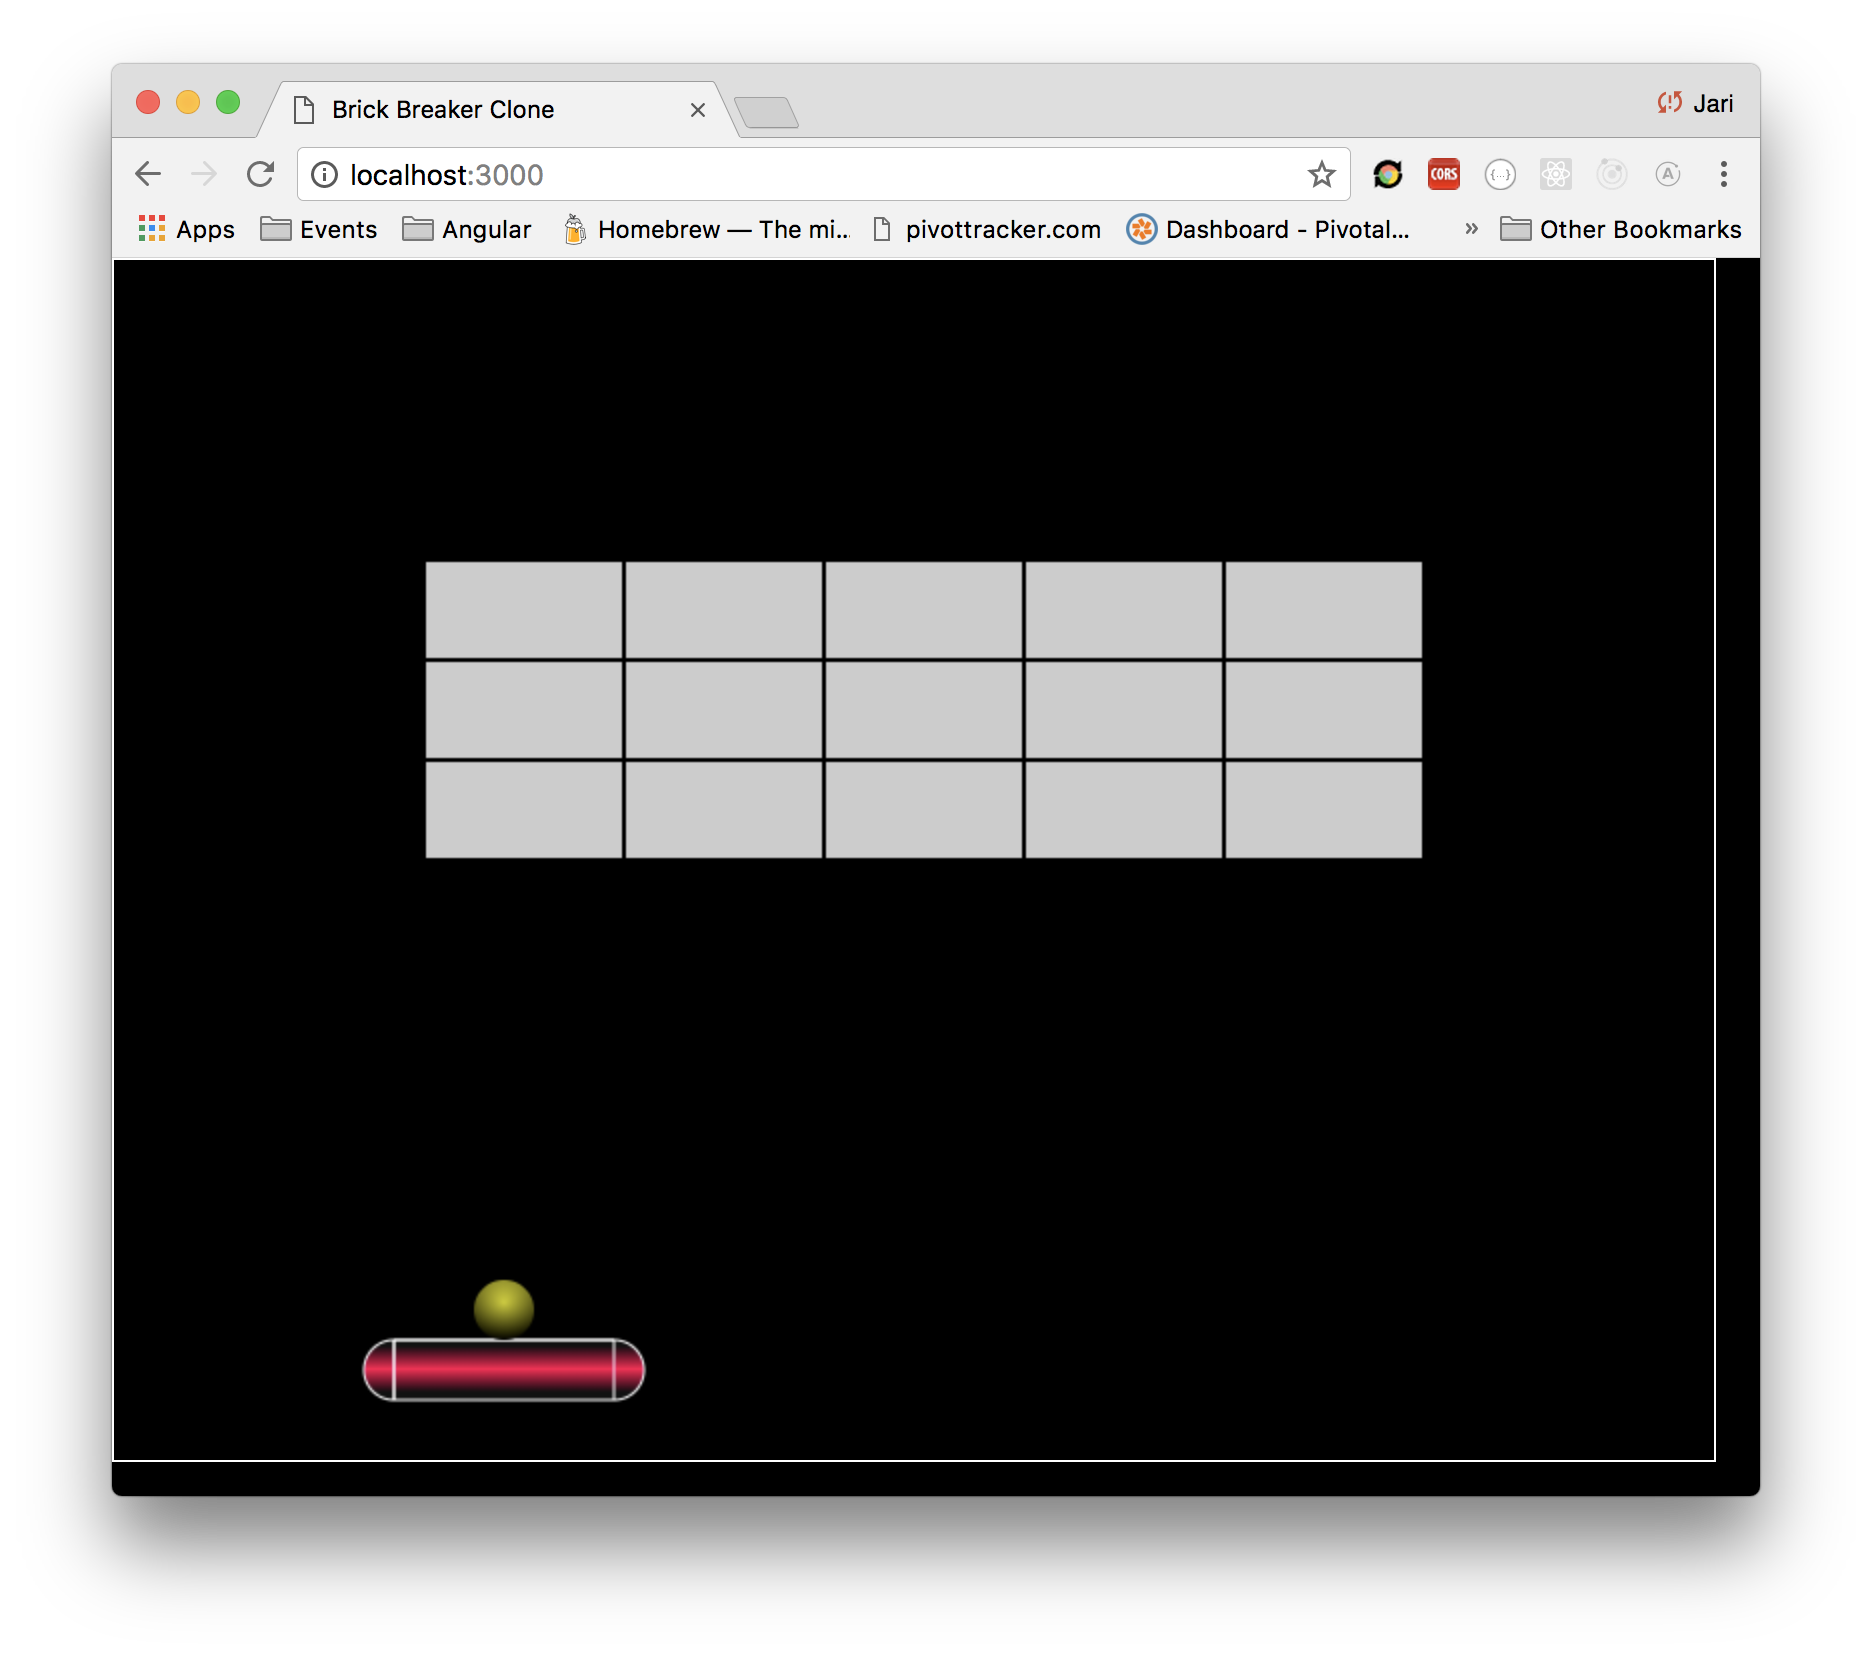 Brick Breaker Clone
Jari
localhost:3000
CORS
{...}
A
Apps Events Angular Homebrew — The mi... pivottracker.com Dashboard - Pivotal... » Other Bookmarks